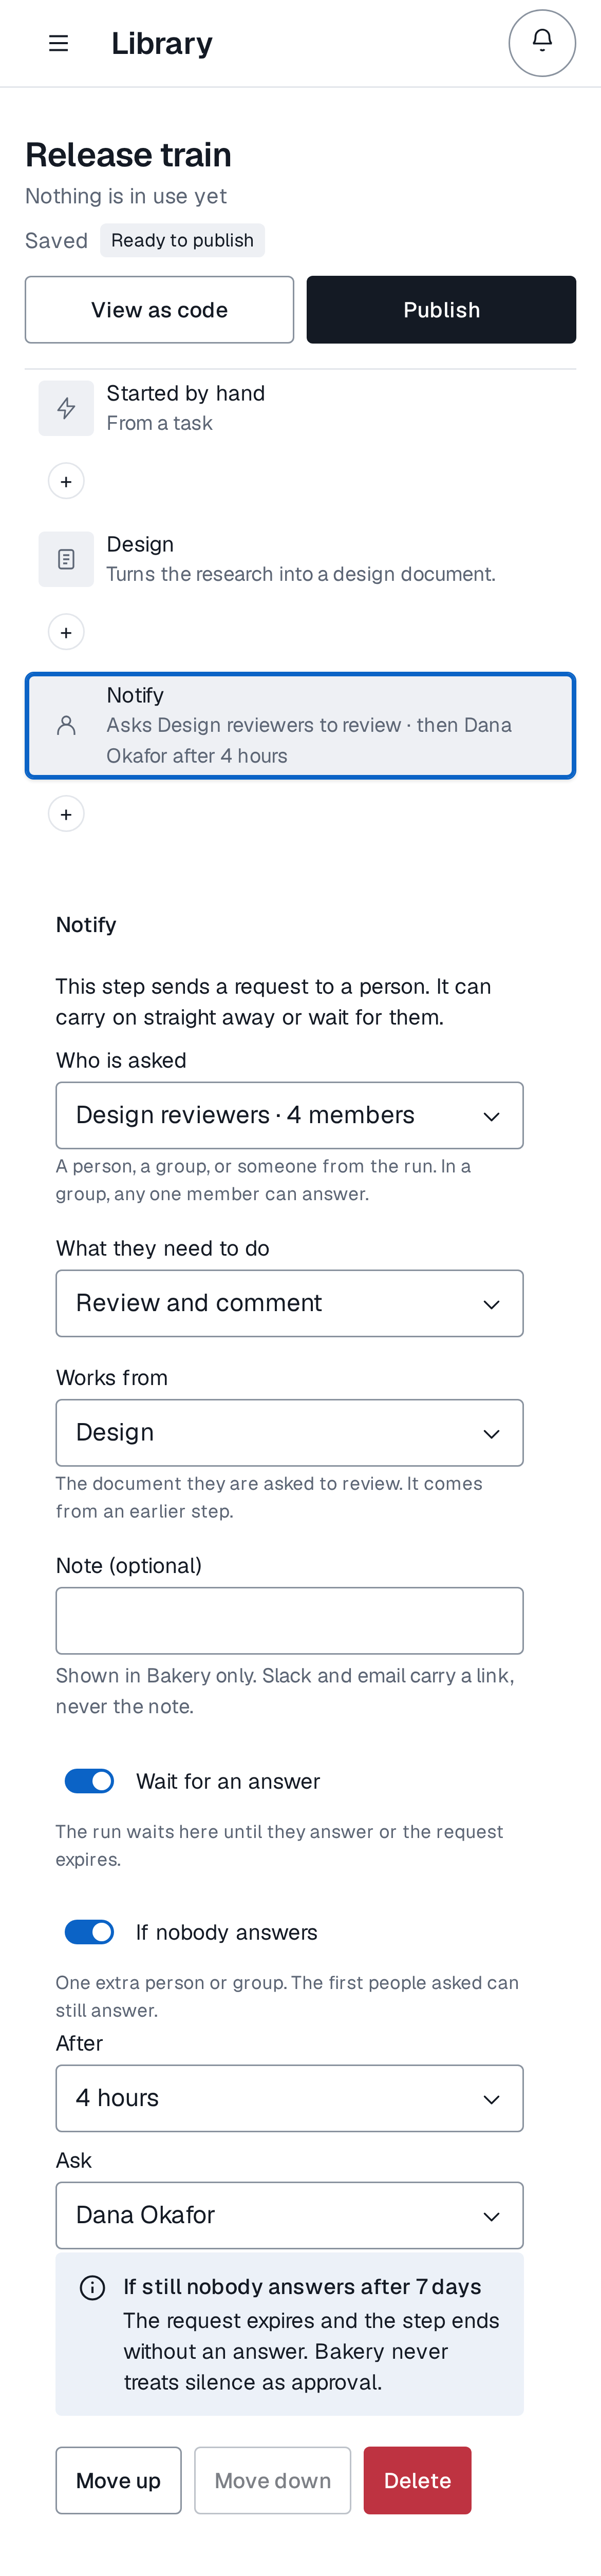 Library
Release train
Nothing is in use yet
Saved
Ready to publish
View as code
Publish
Started by hand
From a task
+
Design
Turns the research into a design document.
+
Notify
Asks Design reviewers to review · then Dana
Okafor after 4 hours
+
Notify
This step sends a request to a person. It can
carry on straight away or wait for them.
Who is asked
Design reviewers · 4 members
A person, a group, or someone from the run. In a
group, any one member can answer.
What they need to do
Review and comment
Works from
Design
The document they are asked to review. It comes
from an earlier step.
Note (optional)
Shown in Bakery only. Slack and email carry a link,
never the note.
Wait for an answer
The run waits here until they answer or the request
expires.
If nobody answers
One extra person or group. The first people asked can
still answer.
After
4 hours
Ask
Dana Okafor
If still nobody answers after 7 days
The request expires and the step ends
without an answer. Bakery never
treats silence as approval.
Move up
Move down
Delete